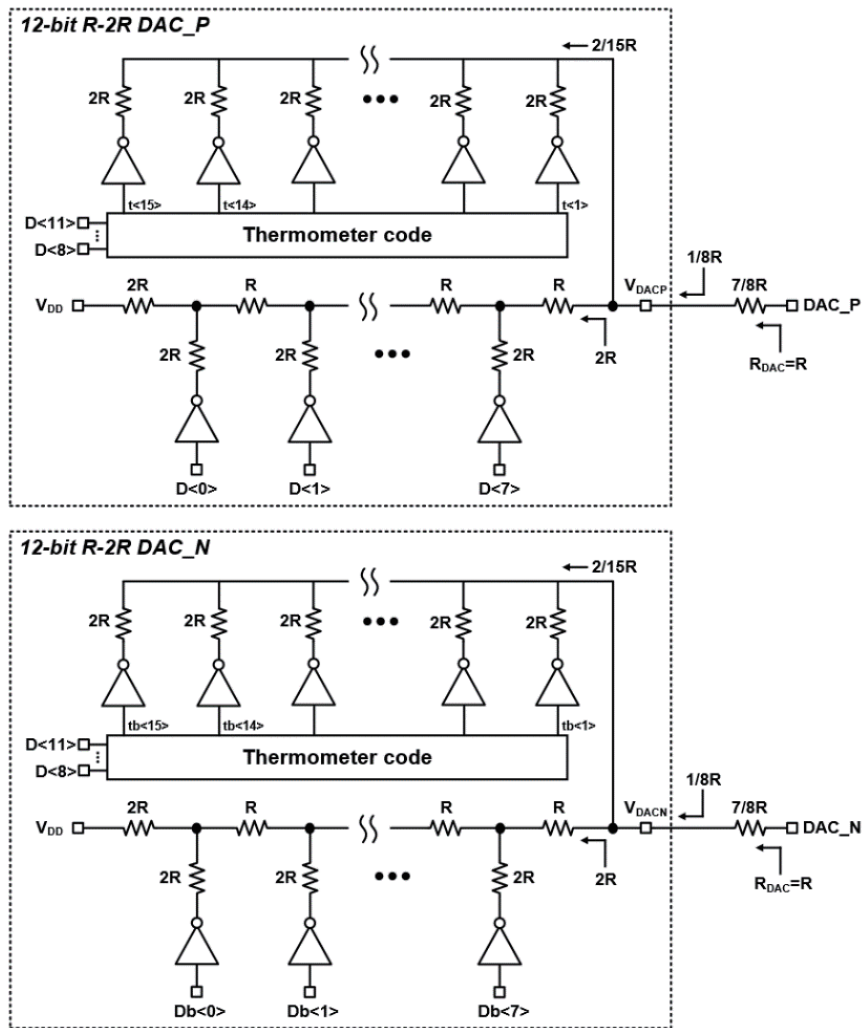 12-bit R-2R DAC_P
2/15R
2R 2R 2R 2R 2R
t<15> t<14> t<1>
D<11>
D<8>
Thermometer code
V_DD 2R R R R V_DACP 1/8R 7/8R DAC_P
2R 2R 2R 2R R_DAC=R
D<0> D<1> D<7>
12-bit R-2R DAC_N
2/15R
2R 2R 2R 2R 2R
tb<15> tb<14> tb<1>
D<11>
D<8>
Thermometer code
V_DD 2R R R R V_DACN 1/8R 7/8R DAC_N
2R 2R 2R 2R R_DAC=R
Db<0> Db<1> Db<7>